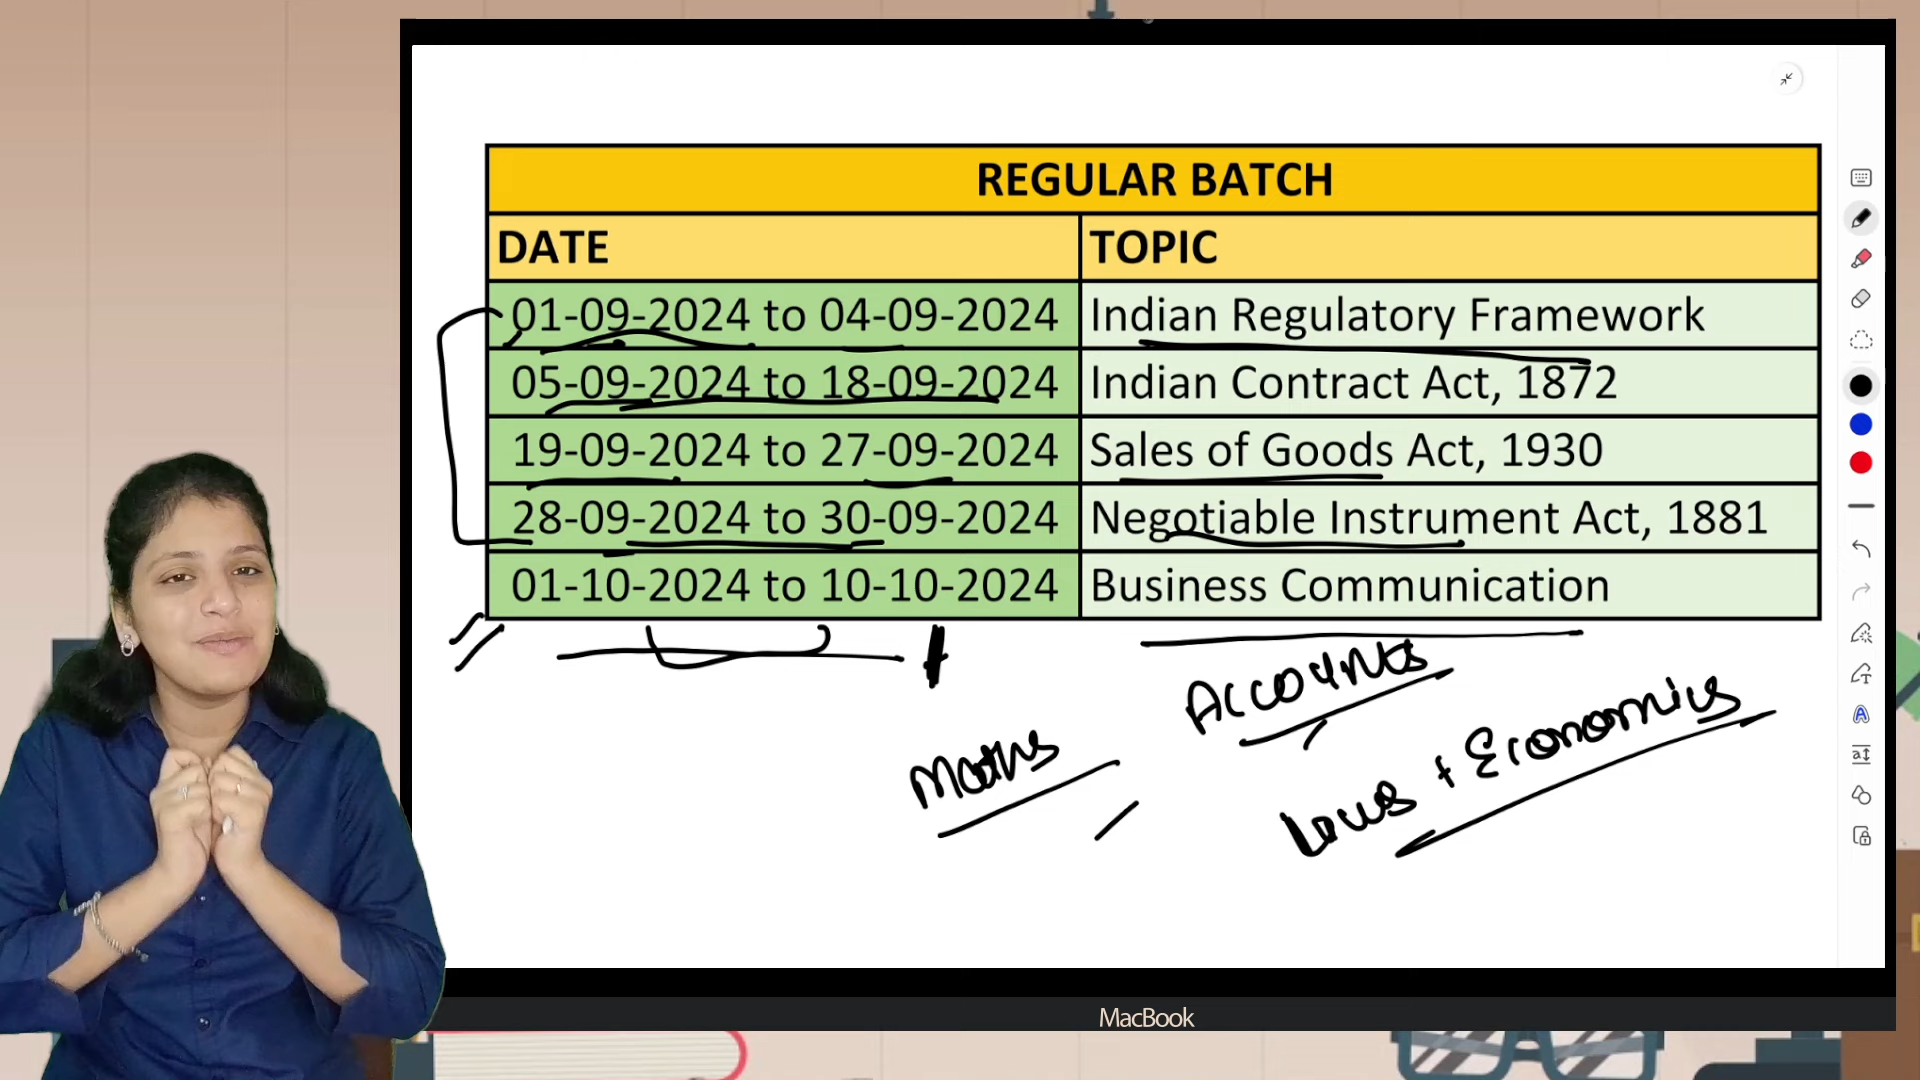 REGULAR BATCH
DATE TOPIC
01-09-2024 to 04-09-2024 Indian Regulatory Framework
05-09-2024 to 18-09-2024 Indian Contract Act, 1872
19-09-2024 to 27-09-2024 Sales of Goods Act, 1930
28-09-2024 to 30-09-2024 Negotiable Instrument Act, 1881
01-10-2024 to 10-10-2024 Business Communication
Accounts
Maths
Laws + Economics
MacBook